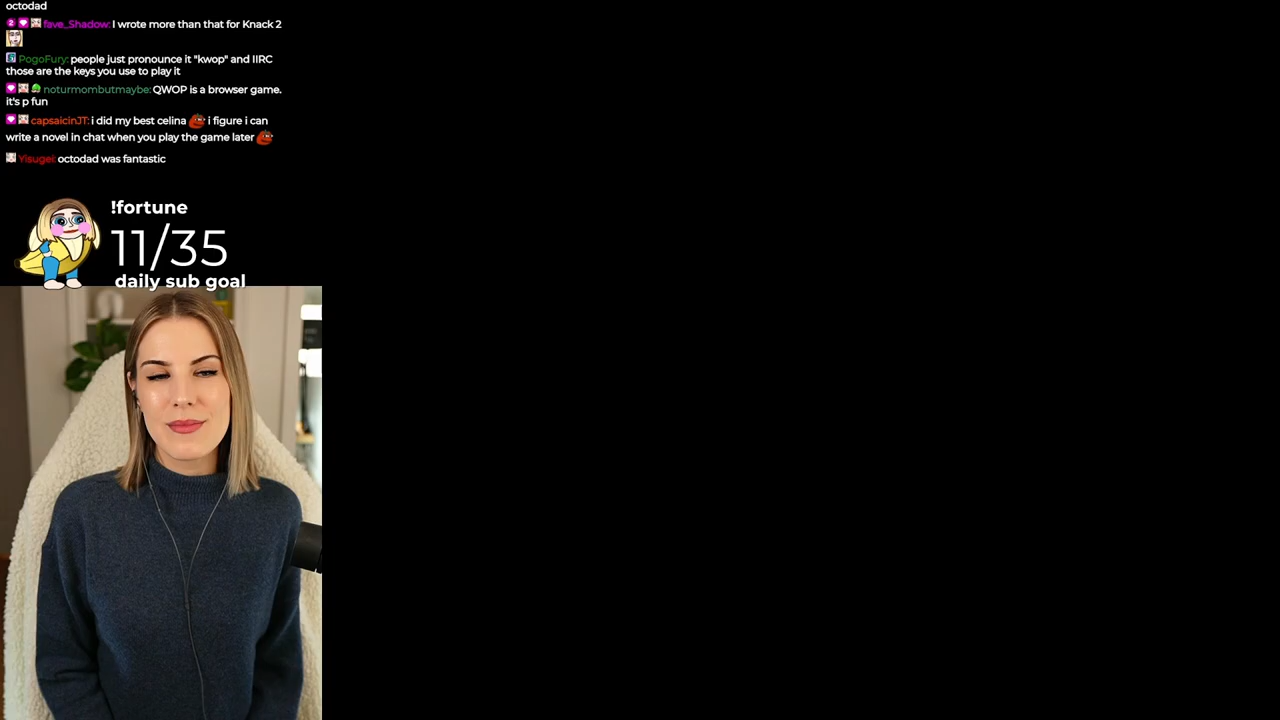 octodad
2 fave_Shadow: I wrote more than that for Knack 2
PogoFury: people just pronounce it "kwop" and IIRC
those are the keys you use to play it
noturmombutmaybe: QWOP is a browser game.
it's p fun
capsaicinJT: i did my best celina i figure i can
write a novel in chat when you play the game later
Yisugei: octodad was fantastic
!fortune
11/35
daily sub goal